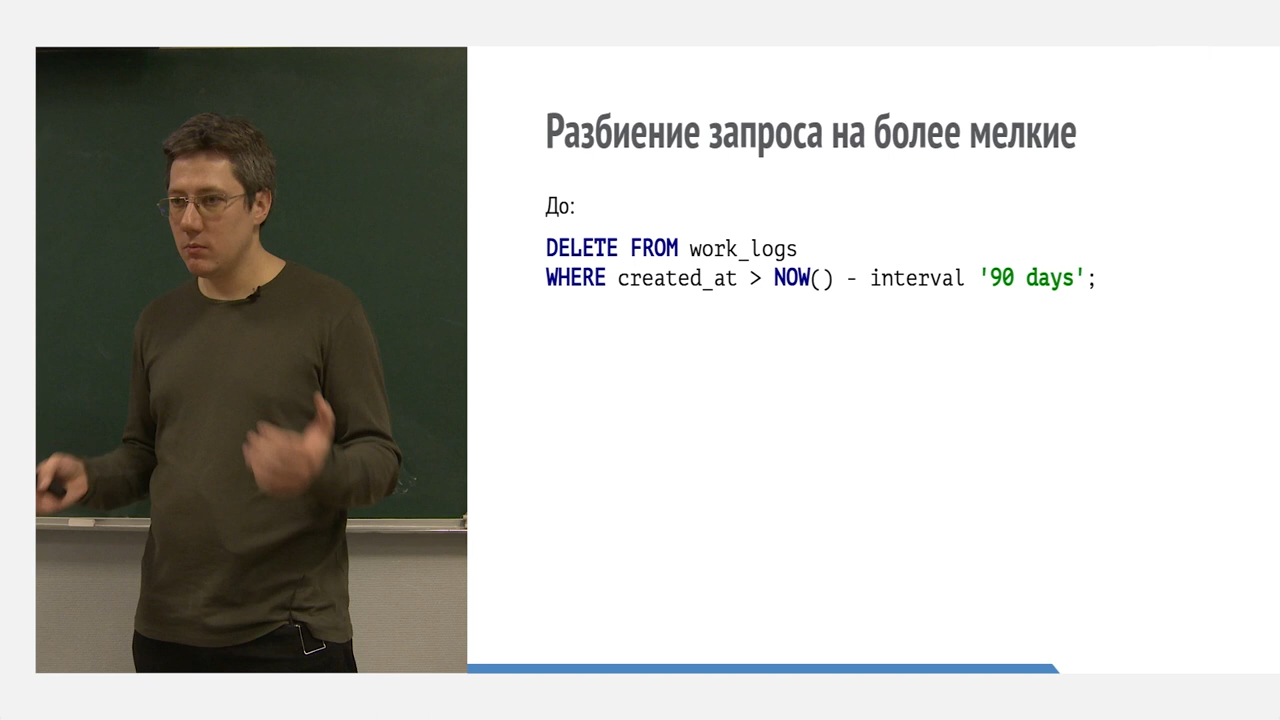 Разбиение запроса на более мелкие
До:
DELETE FROM work_logs
WHERE created_at > NOW() - interval '90 days';